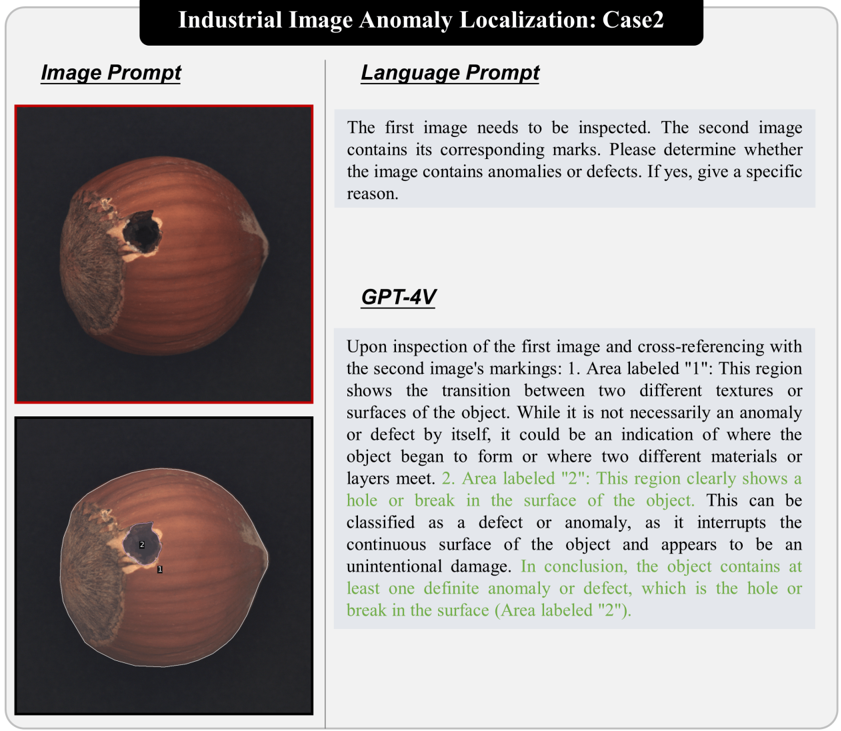 Industrial Image Anomaly Localization: Case2
Image Prompt
Language Prompt
The first image needs to be inspected. The second image
contains its corresponding marks. Please determine whether
the image contains anomalies or defects. If yes, give a specific
reason.
GPT-4V
Upon inspection of the first image and cross-referencing with
the second image's markings: 1. Area labeled "1": This region
shows the transition between two different textures or
surfaces of the object. While it is not necessarily an anomaly
or defect by itself, it could be an indication of where the
object began to form or where two different materials or
layers meet. 2. Area labeled "2": This region clearly shows a
hole or break in the surface of the object. This can be
classified as a defect or anomaly, as it interrupts the
continuous surface of the object and appears to be an
unintentional damage. In conclusion, the object contains at
least one definite anomaly or defect, which is the hole or
break in the surface (Area labeled "2").
2
1